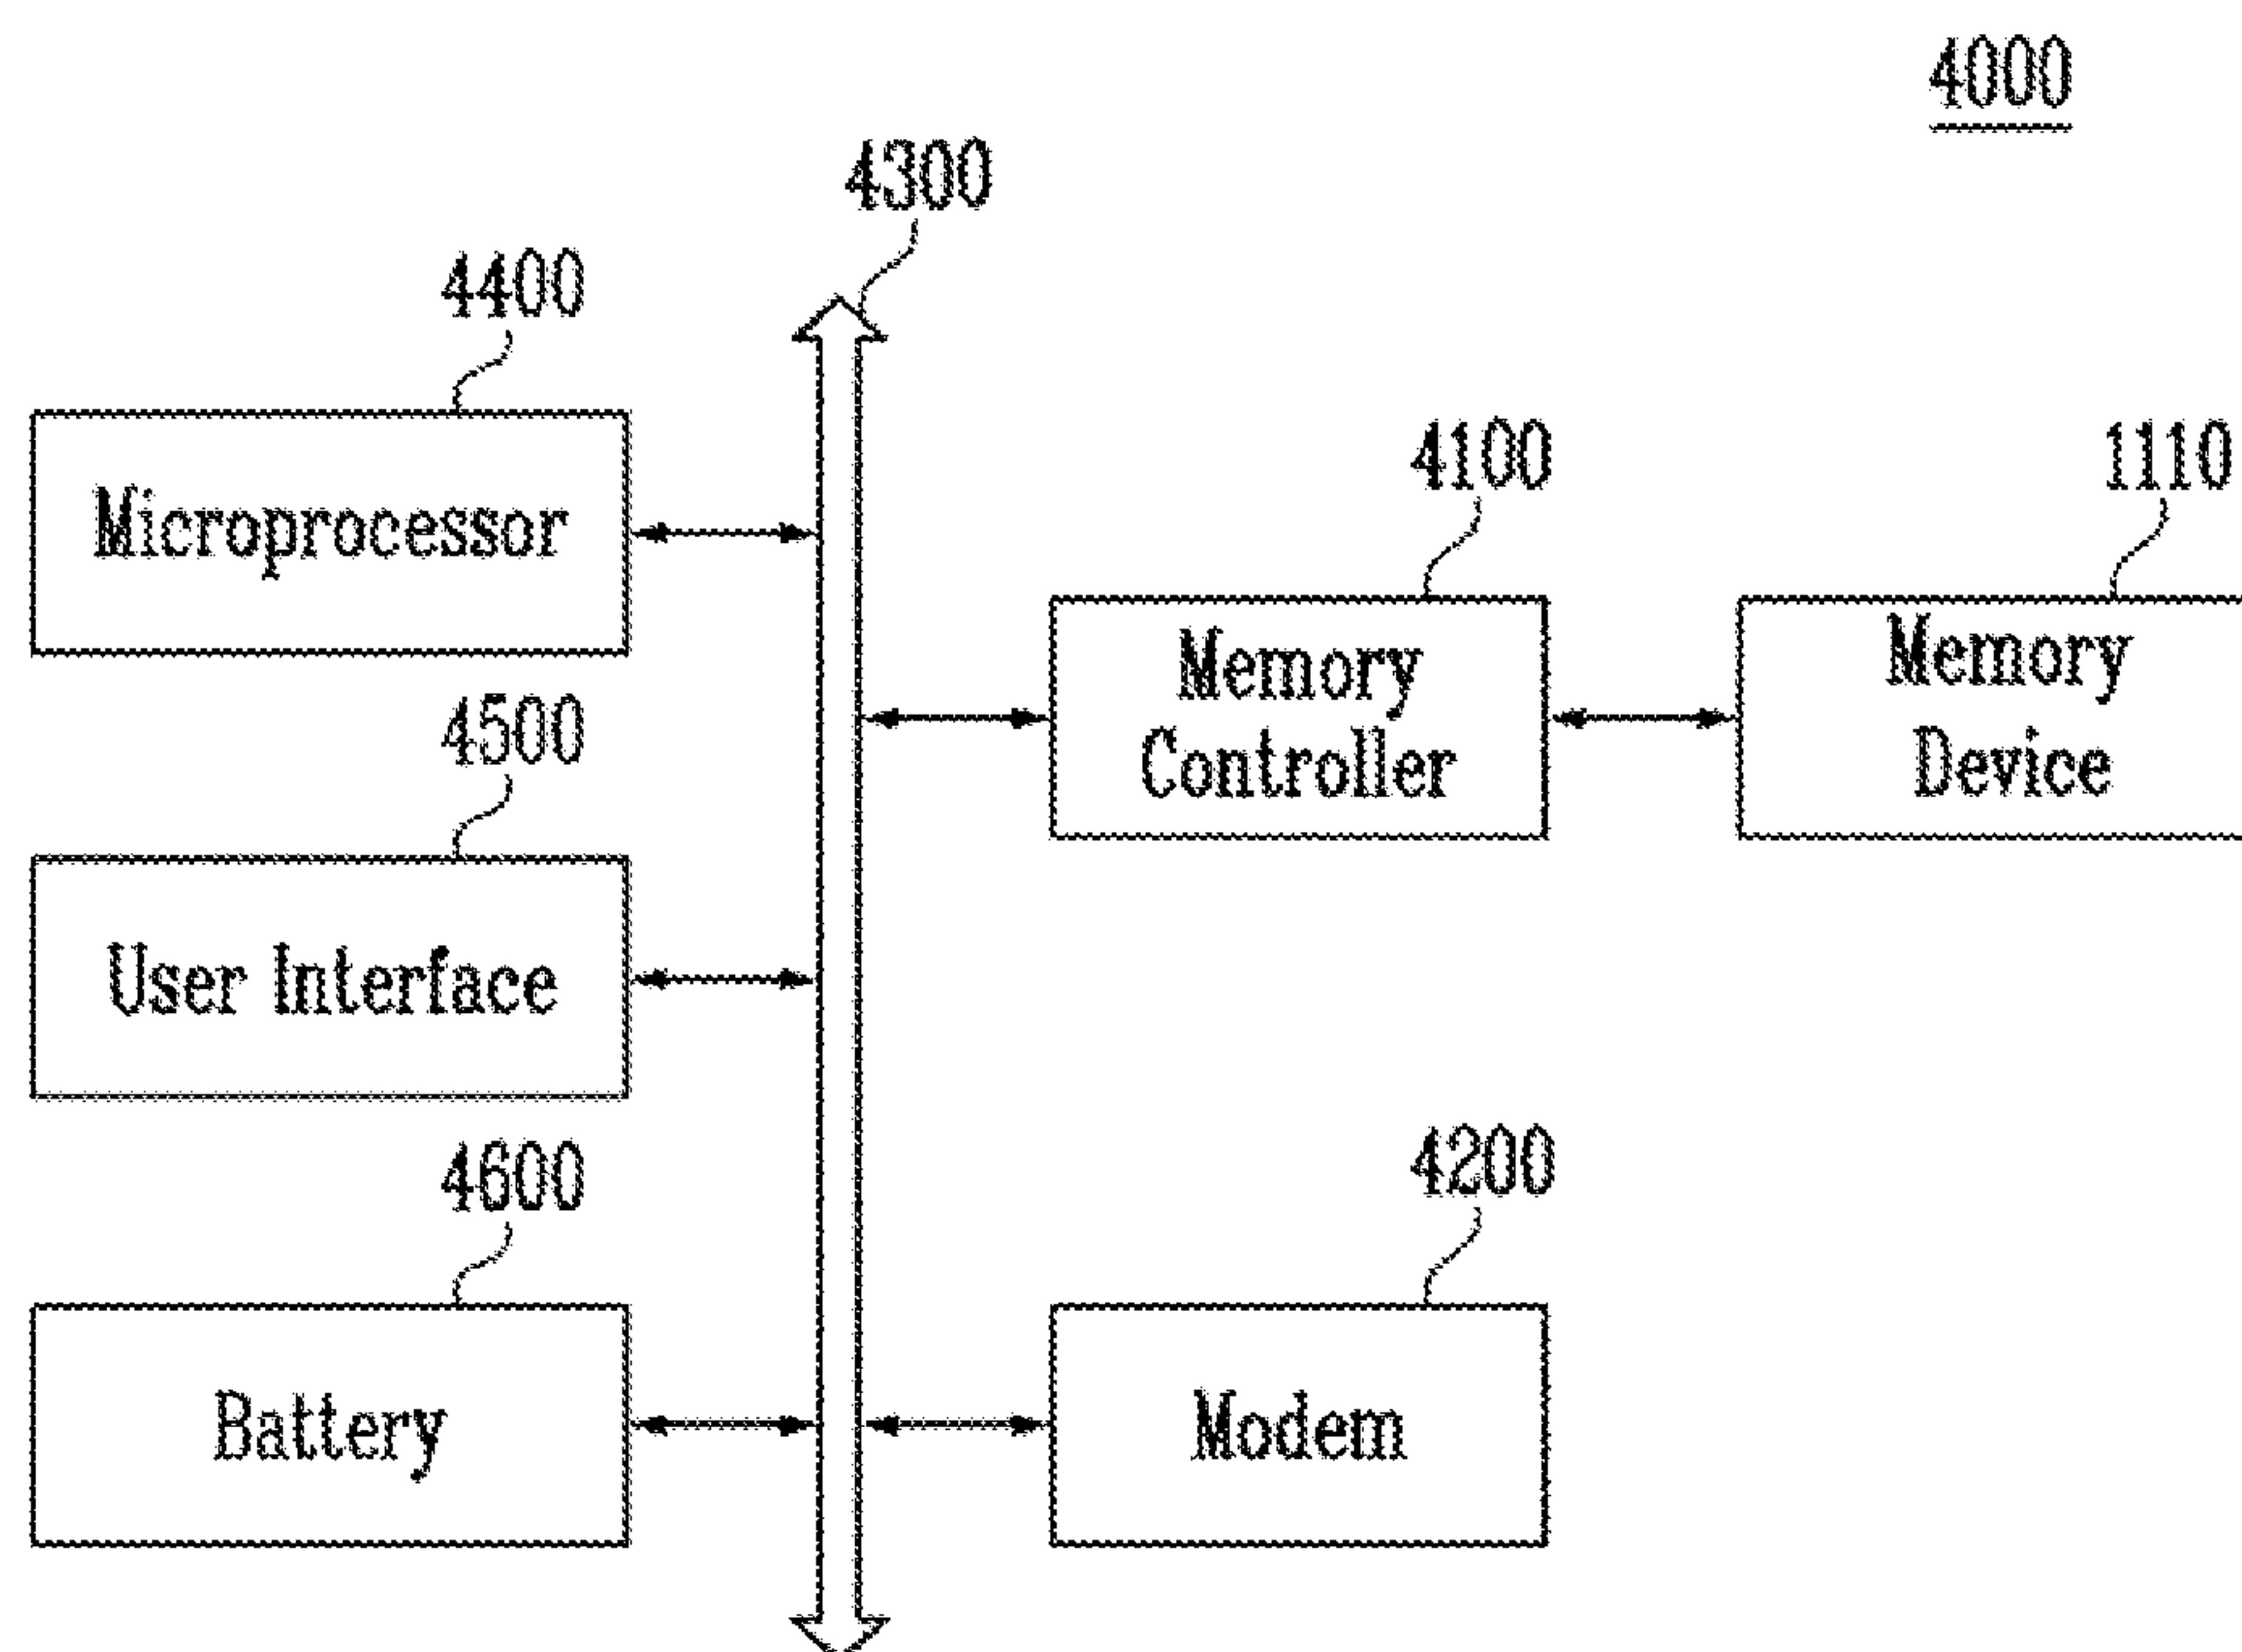 4000
4300
4400
Microprocessor
4100
1110
Memory
Controller
Memory
Device
4500
User Interface
4600
Battery
4200
Modem